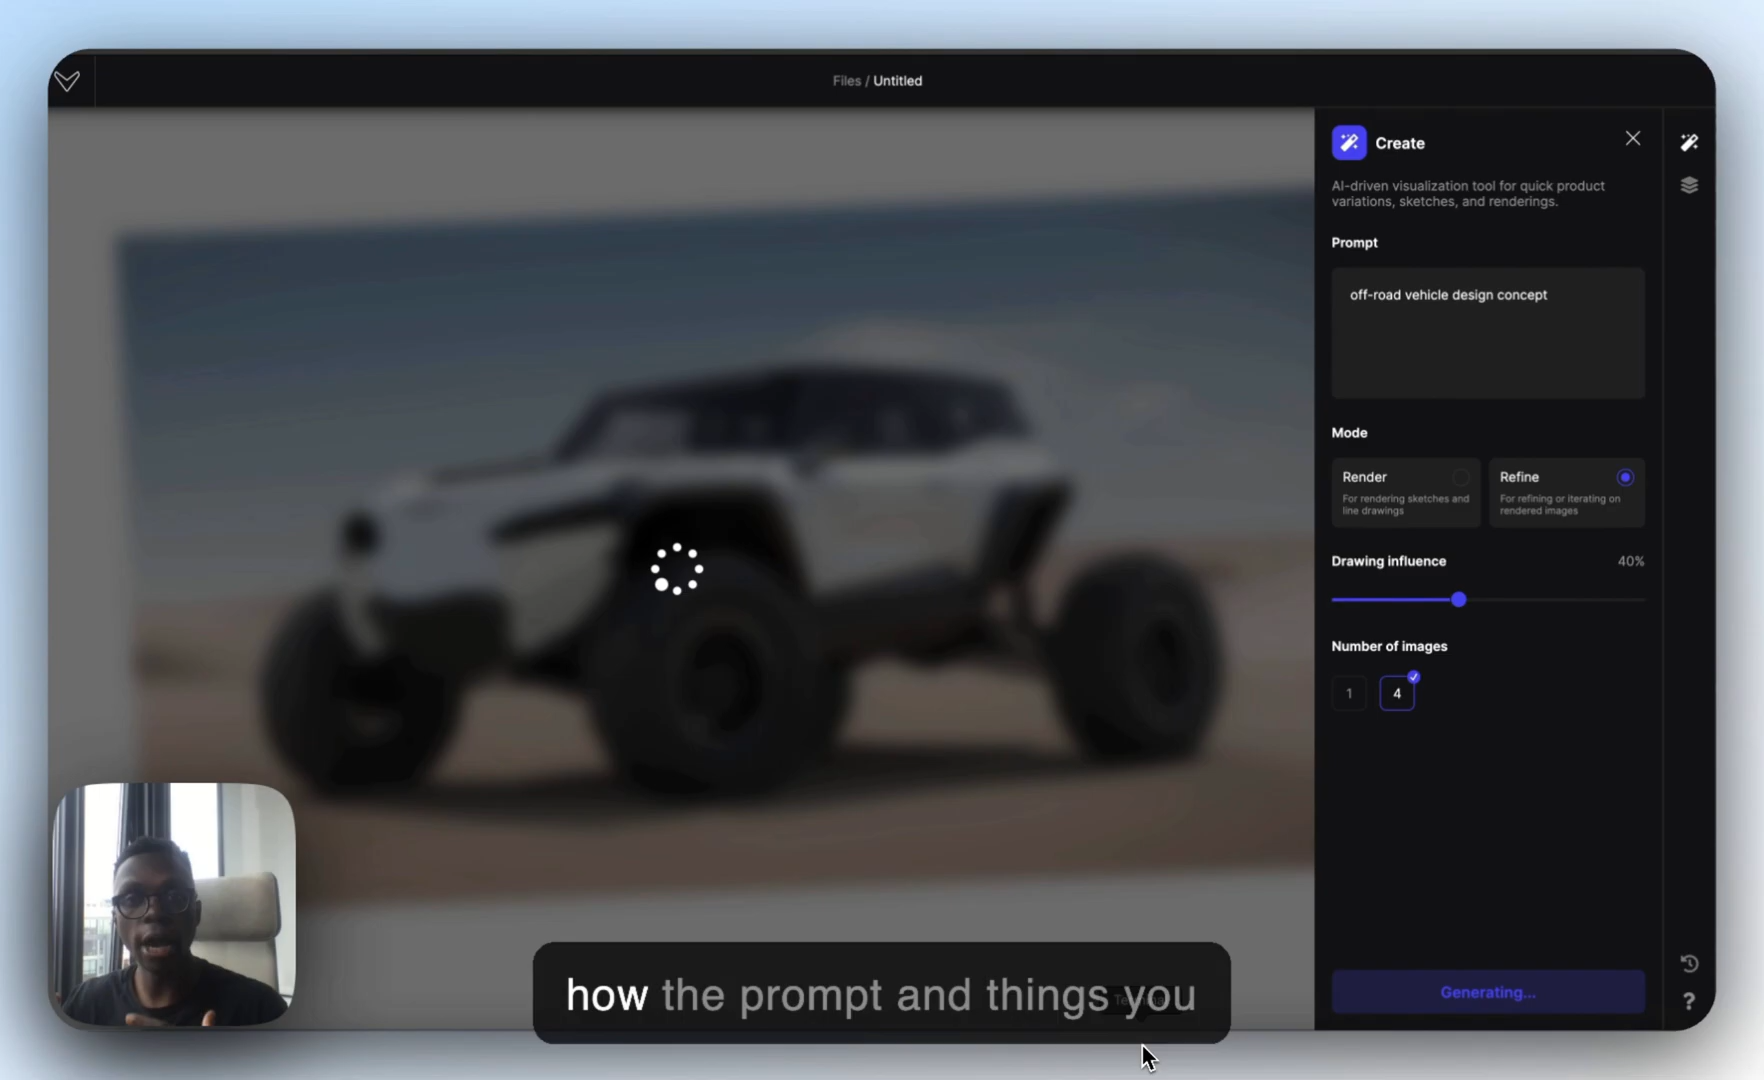 Files / Untitled
Create
AI-driven visualization tool for quick product
variations, sketches, and renderings.
Prompt
off-road vehicle design concept
Mode
Render
For rendering sketches and
line drawings
Refine
For refining or iterating on
rendered images
Drawing influence
40%
Number of images
1
4
Generating...
how the prompt and things you